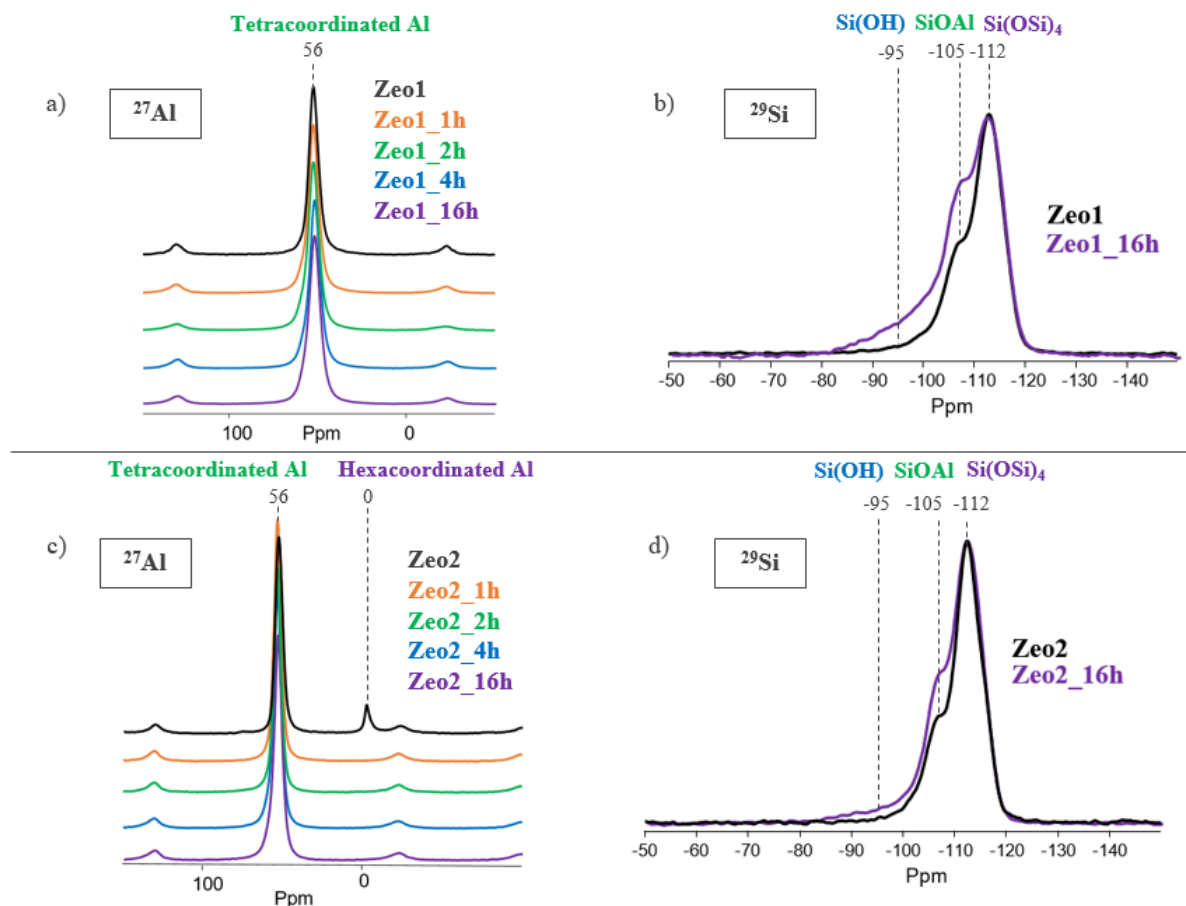 Tetracoordinated Al
56
a)
27Al
Zeo1
Zeo1_1h
Zeo1_2h
Zeo1_4h
Zeo1_16h
100 Ppm 0
Si(OH) SiOAl Si(OSi)4
-95 -105 -112
b)
29Si
Zeo1
Zeo1_16h
-50 -60 -70 -80 -90 -100 -110 -120 -130 -140
Ppm
Tetracoordinated Al Hexacoordinated Al
56 0
c)
27Al
Zeo2
Zeo2_1h
Zeo2_2h
Zeo2_4h
Zeo2_16h
100 Ppm 0
Si(OH) SiOAl Si(OSi)4
-95 -105 -112
d)
29Si
Zeo2
Zeo2_16h
-50 -60 -70 -80 -90 -100 -110 -120 -130 -140
Ppm